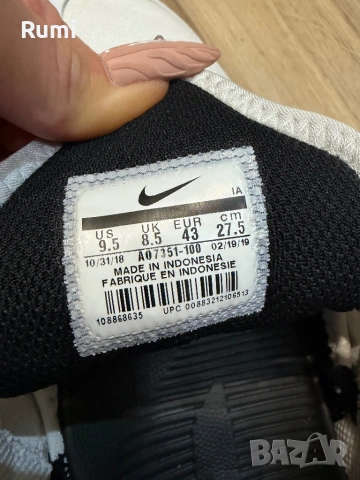 Rumi
IA
US UK EUR cm
9.5 8.5 43 27.5
10/31/18 AO7351-100 02/19/19
MADE IN INDONESIA
FABRIQUE EN INDONESIE
108868635 UPC 00883212106513
BAZAR